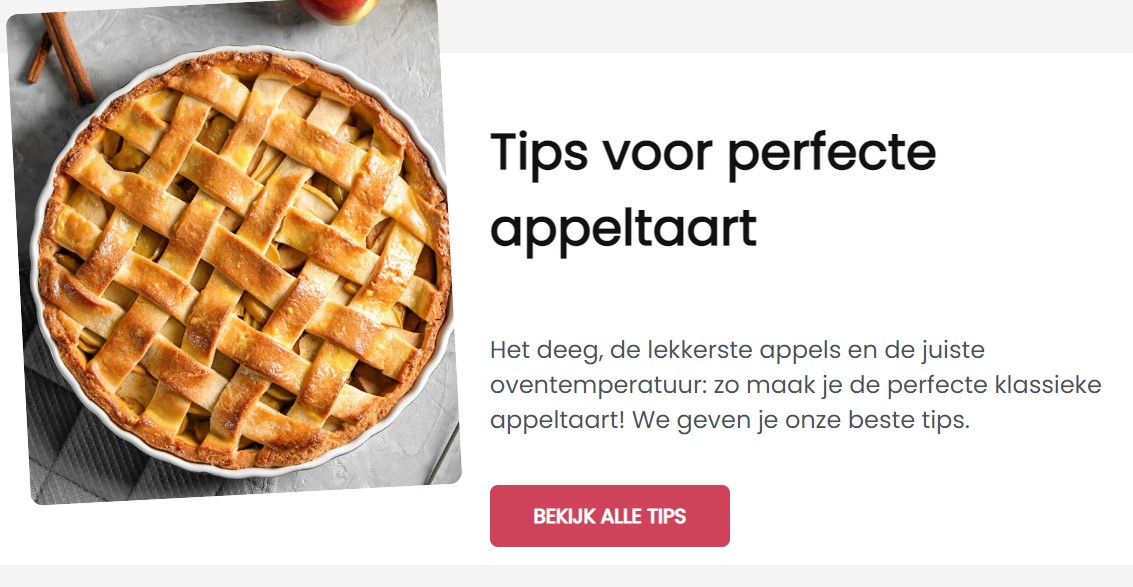 Tips voor perfecte
appeltaart
Het deeg, de lekkerste appels en de juiste
oventemperatuur: zo maak je de perfecte klassieke
appeltaart! We geven je onze beste tips.
BEKIJK ALLE TIPS